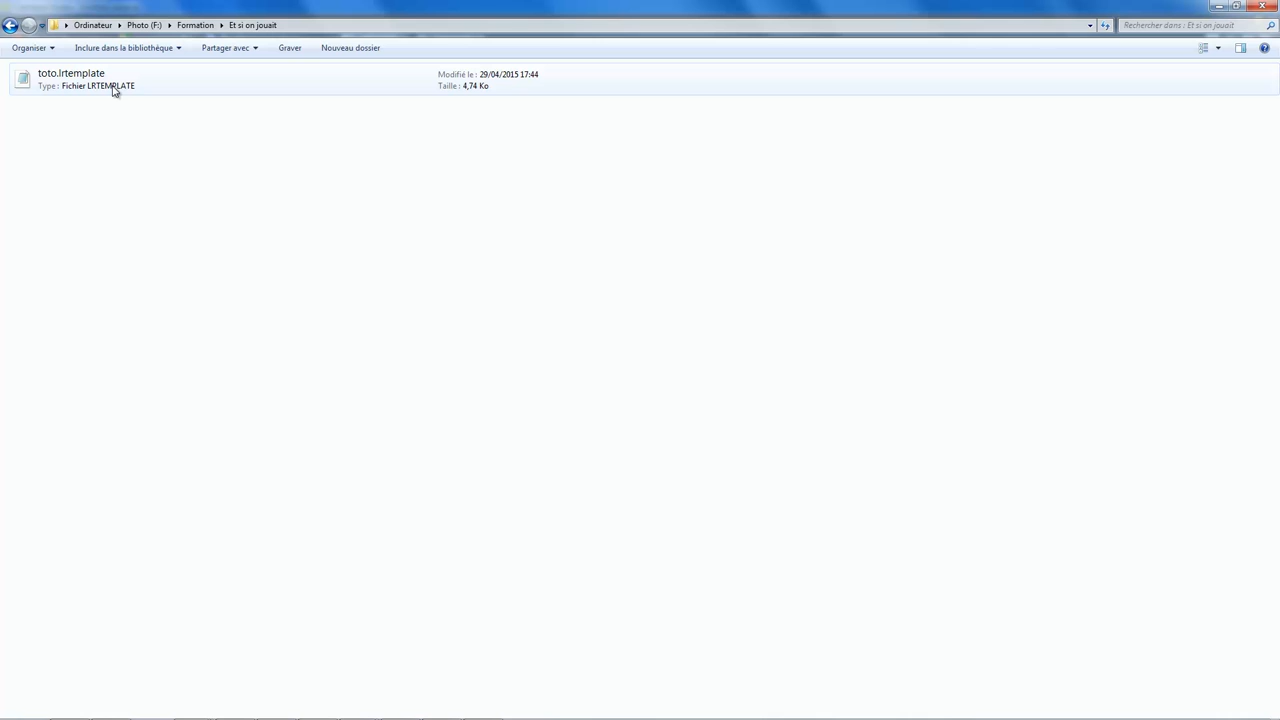 Ordinateur Photo (F:) Formation Et si on jouait
Rechercher dans : Et si on jouait
Organiser Inclure dans la bibliothèque Partager avec Graver Nouveau dossier
toto.lrtemplate Modifié le : 29/04/2015 17:44
Type : Fichier LRTEMPLATE Taille : 4,74 Ko